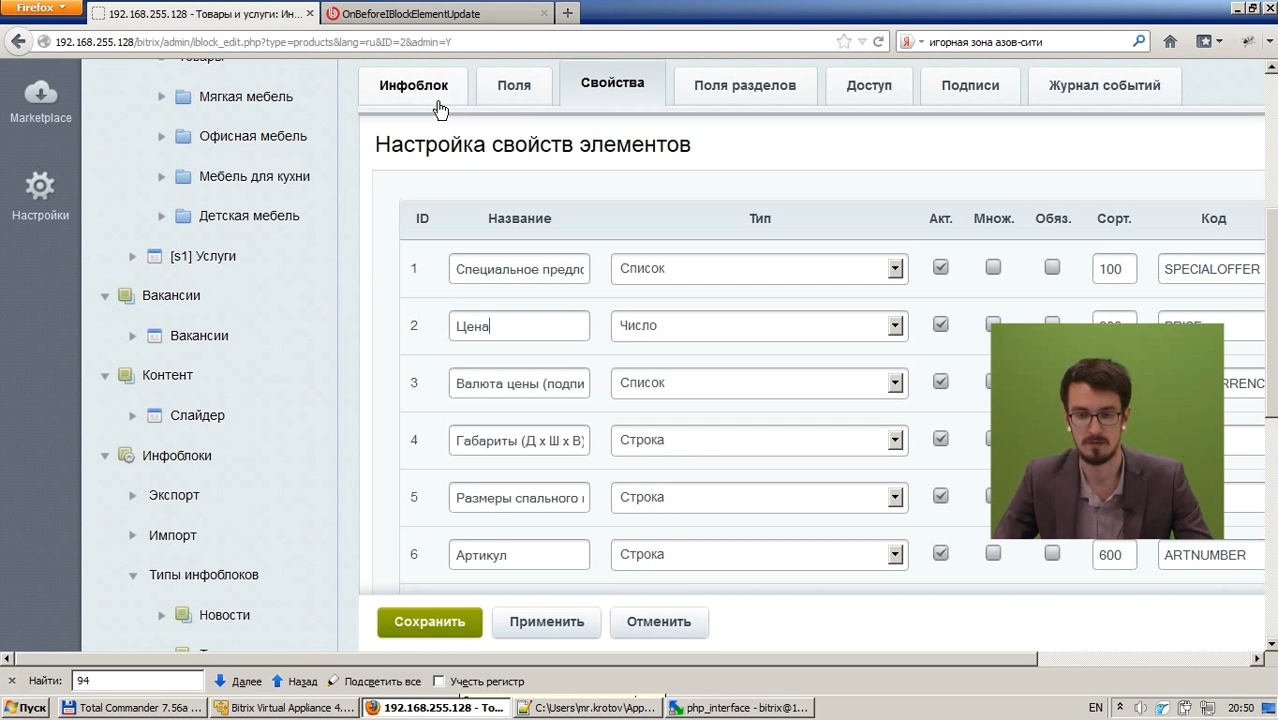 Firefox
192.168.255.128 - Товары и услуги: Ин...
OnBeforeIBlockElementUpdate
192.168.255.128/bitrix/admin/iblock_edit.php?type=products&lang=ru&ID=2&admin=Y
игорная зона азов-сити
Marketplace
Настройки
Товары
Мягкая мебель
Офисная мебель
Мебель для кухни
Детская мебель
[s1] Услуги
Вакансии
Вакансии
Контент
Слайдер
Инфоблоки
Экспорт
Импорт
Типы инфоблоков
Новости
Инфоблок Поля Свойства Поля разделов Доступ Подписи Журнал событий
Настройка свойств элементов
ID Название Тип Акт. Множ. Обяз. Сорт. Код
1 Специальное предло Список 100 SPECIALOFFER
2 Цена Число
3 Валюта цены (подпи Список RRENC
4 Габариты (Д x Ш x В) Строка
5 Размеры спального Строка
6 Артикул Строка 600 ARTNUMBER
Сохранить Применить Отменить
Найти: 94 Далее Назад Подсветить все Учесть регистр
Пуск Total Commander 7.56a ... Bitrix Virtual Appliance 4.... 192.168.255.128 - То... C:\Users\mr.krotov\App... php_interface - bitrix@1... EN 20:50